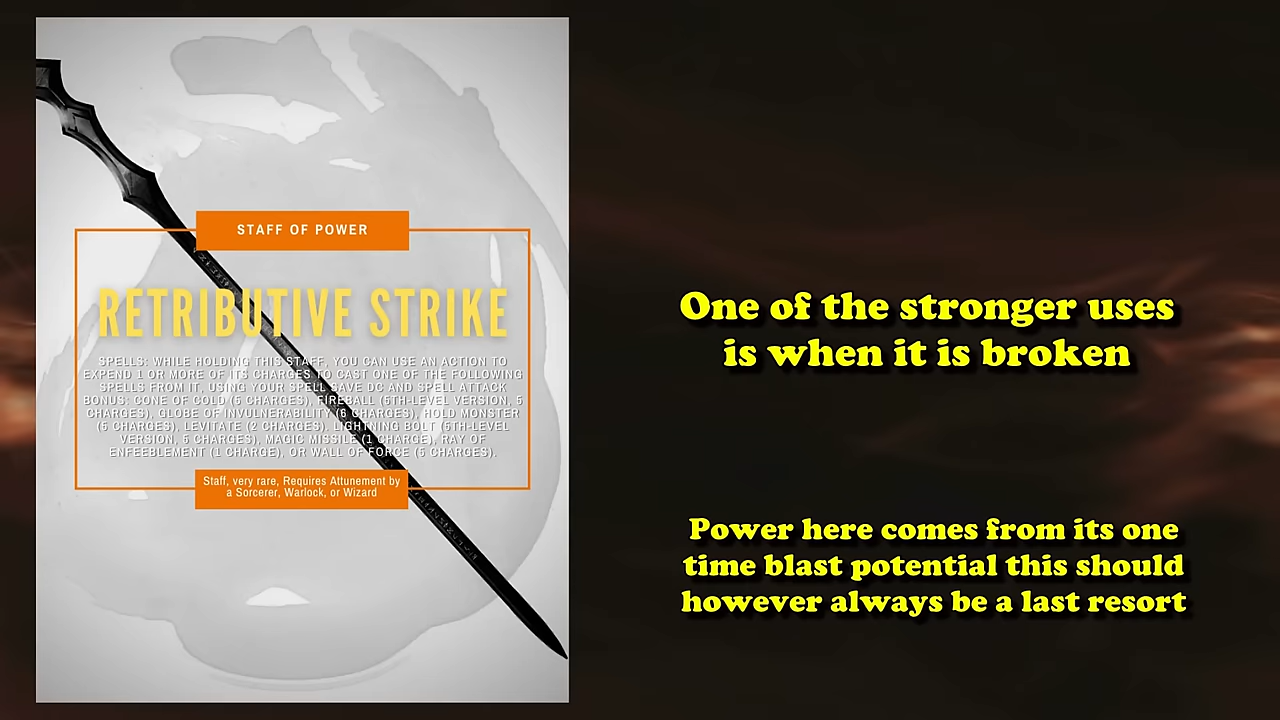 STAFF OF POWER
RETRIBUTIVE STRIKE
SPELLS: WHILE HOLDING THIS STAFF, YOU CAN USE AN ACTION TO
EXPEND 1 OR MORE OF ITS CHARGES TO CAST ONE OF THE FOLLOWING
SPELLS FROM IT, USING YOUR SPELL SAVE DC AND SPELL ATTACK
BONUS: CONE OF COLD (5 CHARGES), FIREBALL (5TH-LEVEL VERSION, 5
CHARGES), GLOBE OF INVULNERABILITY (6 CHARGES), HOLD MONSTER
(5 CHARGES), LEVITATE (2 CHARGES), LIGHTNING BOLT (5TH-LEVEL
VERSION, 5 CHARGES), MAGIC MISSILE (1 CHARGE), RAY OF
ENFEEBLEMENT (1 CHARGE), OR WALL OF FORCE (5 CHARGES).
Staff, very rare, Requires Attunement by
a Sorcerer, Warlock, or Wizard
One of the stronger uses
is when it is broken
Power here comes from its one
time blast potential this should
however always be a last resort